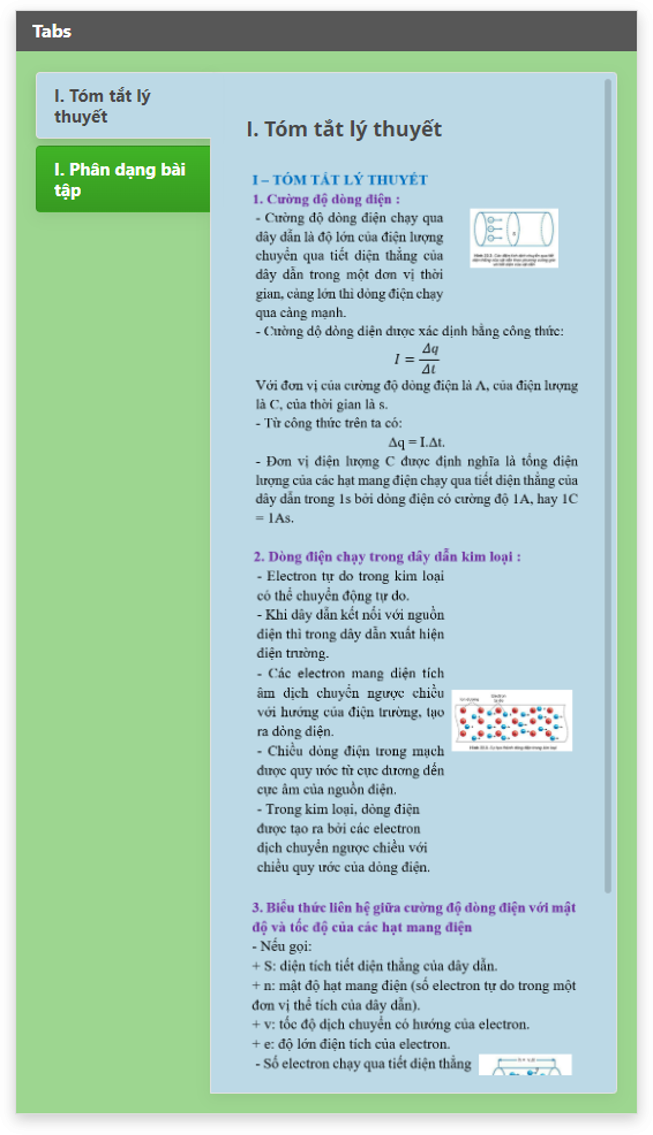 Tabs
I. Tóm tắt lý
thuyết
I. Phân dạng bài
tập
I. Tóm tắt lý thuyết
I – TÓM TẮT LÝ THUYẾT
1. Cường độ dòng điện :
- Cường độ dòng điện chạy qua
dây dẫn là độ lớn của điện lượng
chuyển qua tiết diện thẳng của
dây dẫn trong một đơn vị thời
gian, càng lớn thì dòng điện chạy
qua càng mạnh.
- Cường độ dòng điện được xác định bằng công thức:
I = Δq/Δt
Với đơn vị của cường độ dòng điện là A, của điện lượng
là C, của thời gian là s.
- Từ công thức trên ta có:
Δq = I.Δt.
- Đơn vị điện lượng C được định nghĩa là tổng điện
lượng của các hạt mang điện chạy qua tiết diện thẳng của
dây dẫn trong 1s bởi dòng điện có cường độ 1A, hay 1C
= 1As.
2. Dòng điện chạy trong dây dẫn kim loại :
- Electron tự do trong kim loại
có thể chuyển động tự do.
- Khi dây dẫn kết nối với nguồn
điện thì trong dây dẫn xuất hiện
điện trường.
- Các electron mang điện tích
âm dịch chuyển ngược chiều
với hướng của điện trường, tạo
ra dòng điện.
- Chiều dòng điện trong mạch
được quy ước từ cực dương đến
cực âm của nguồn điện.
- Trong kim loại, dòng điện
được tạo ra bởi các electron
dịch chuyển ngược chiều với
chiều quy ước của dòng điện.
3. Biểu thức liên hệ giữa cường độ dòng điện với mật
độ và tốc độ của các hạt mang điện
- Nếu gọi:
+ S: diện tích tiết diện thẳng của dây dẫn.
+ n: mật độ hạt mang điện (số electron tự do trong một
đơn vị thể tích của dây dẫn).
+ v: tốc độ dịch chuyển có hướng của electron.
+ e: độ lớn điện tích của electron.
- Số electron chạy qua tiết diện thẳng